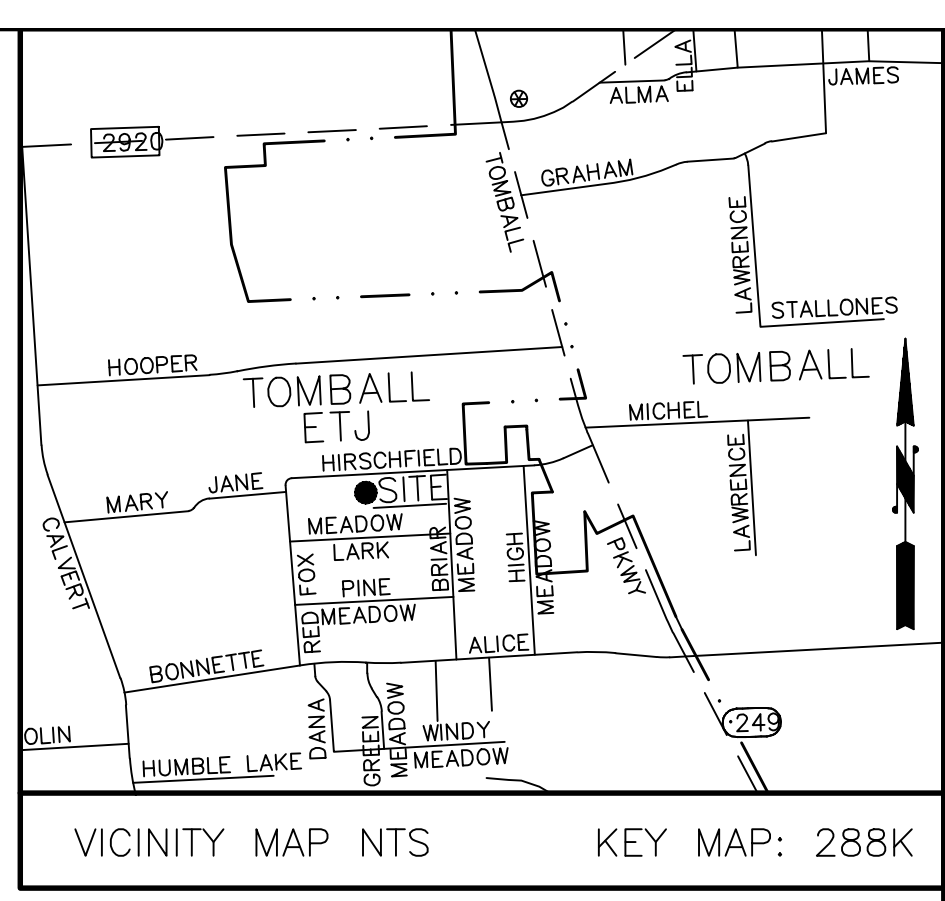 ELLA
JAMES
ALMA
2920
TOMBALL
GRAHAM
LAWRENCE
STALLONES
HOOPER
TOMBALL
ETJ
TOMBALL
MICHEL
HIRSCHFIELD
MARY JANE
SITE
LAWRENCE
CALVERT
MEADOW
LARK
BRIAR
MEADOW
HIGH
MEADOW
FOX
RED
PINE
MEADOW
PKWY
N
ALICE
BONNETTE
DANA
GREEN
MEADOW
WINDY
MEADOW
249
OLIN
HUMBLE LAKE
VICINITY MAP NTS KEY MAP: 288K